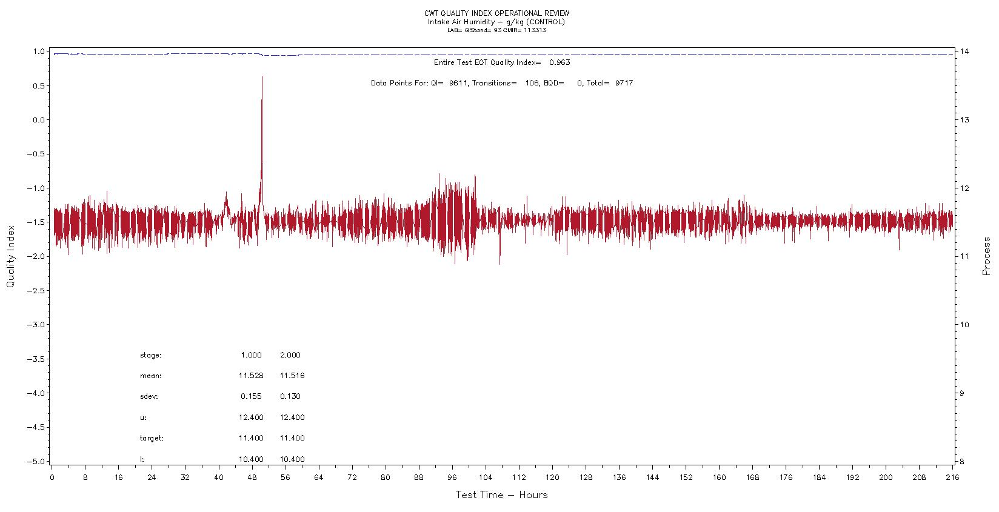 CWT QUALITY INDEX OPERATIONAL REVIEW
Intake Air Humidity - g/kg (CONTROL)
LAB= G Stand= 93 CMIR= 113313
Entire Test EOT Quality Index= 0.963
Data Points For: QI= 9611, Transitions= 106, BQD= 0, Total= 9717
1.0
0.5
0.0
-0.5
-1.0
-1.5
-2.0
-2.5
-3.0
-3.5
-4.0
-4.5
-5.0
Quality Index
14
13
12
11
10
9
8
Process
stage: 1.000 2.000
mean: 11.528 11.516
sdev: 0.155 0.130
u: 12.400 12.400
target: 11.400 11.400
l: 10.400 10.400
0 8 16 24 32 40 48 56 64 72 80 88 96 104 112 120 128 136 144 152 160 168 176 184 192 200 208 216
Test Time - Hours